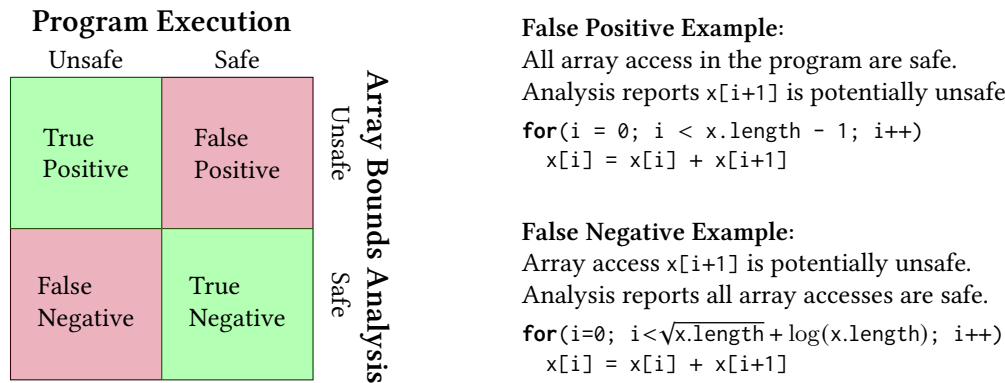 Program Execution
Unsafe Safe
True
Positive
False
Positive
False
Negative
True
Negative
Unsafe
Safe
Array Bounds Analysis
False Positive Example:
All array access in the program are safe.
Analysis reports x[i+1] is potentially unsafe
for(i = 0; i < x.length - 1; i++)
x[i] = x[i] + x[i+1]
False Negative Example:
Array access x[i+1] is potentially unsafe.
Analysis reports all array accesses are safe.
for(i=0; i<√x.length + log(x.length); i++)
x[i] = x[i] + x[i+1]